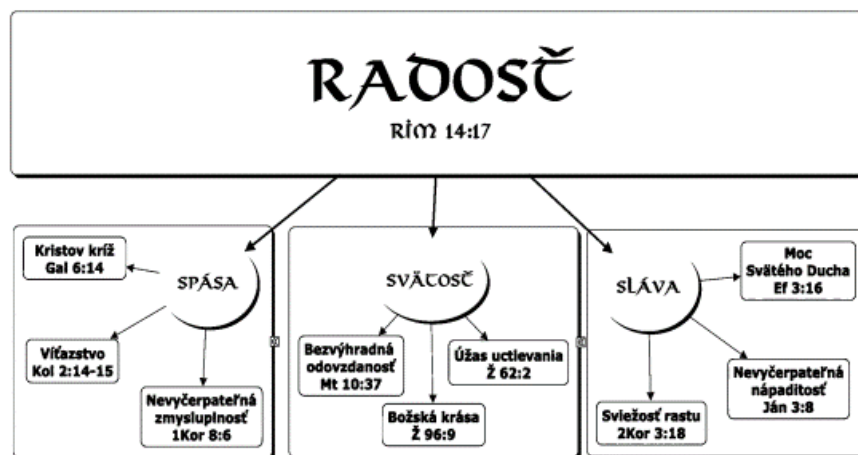 RADOSŤ
RÍM 14:17
SPÁSA
Kristov kríž
Gal 6:14
Víťazstvo
Kol 2:14-15
Nevyčerpateľná
zmysluplnosť
1Kor 8:6
SVÄTOSŤ
Bezvýhradná
odovzdanosť
Mt 10:37
Božská krása
Ž 96:9
Úžas uctievania
Ž 62:2
SLÁVA
Moc
Svätého Ducha
Ef 3:16
Sviežosť rastu
2Kor 3:18
Nevyčerpateľná
nápaditosť
Ján 3:8